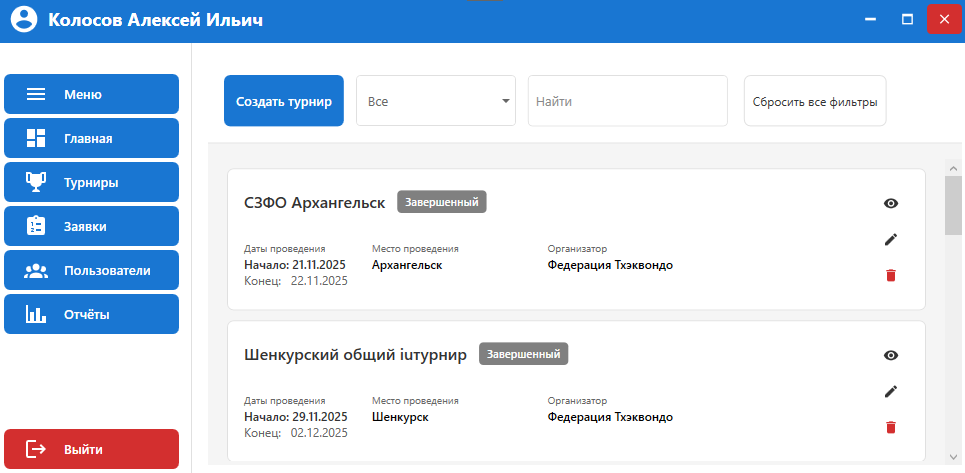 Колосов Алексей Ильич
Меню
Главная
Турниры
Заявки
Пользователи
Отчёты
Выйти
Создать турнир
Все
Найти
Сбросить все фильтры
СЗФО Архангельск Завершенный
Даты проведения Место проведения Организатор
Начало: 21.11.2025 Архангельск Федерация Тхэквондо
Конец: 22.11.2025
Шенкурский общий iuтурнир Завершенный
Даты проведения Место проведения Организатор
Начало: 29.11.2025 Шенкурск Федерация Тхэквондо
Конец: 02.12.2025